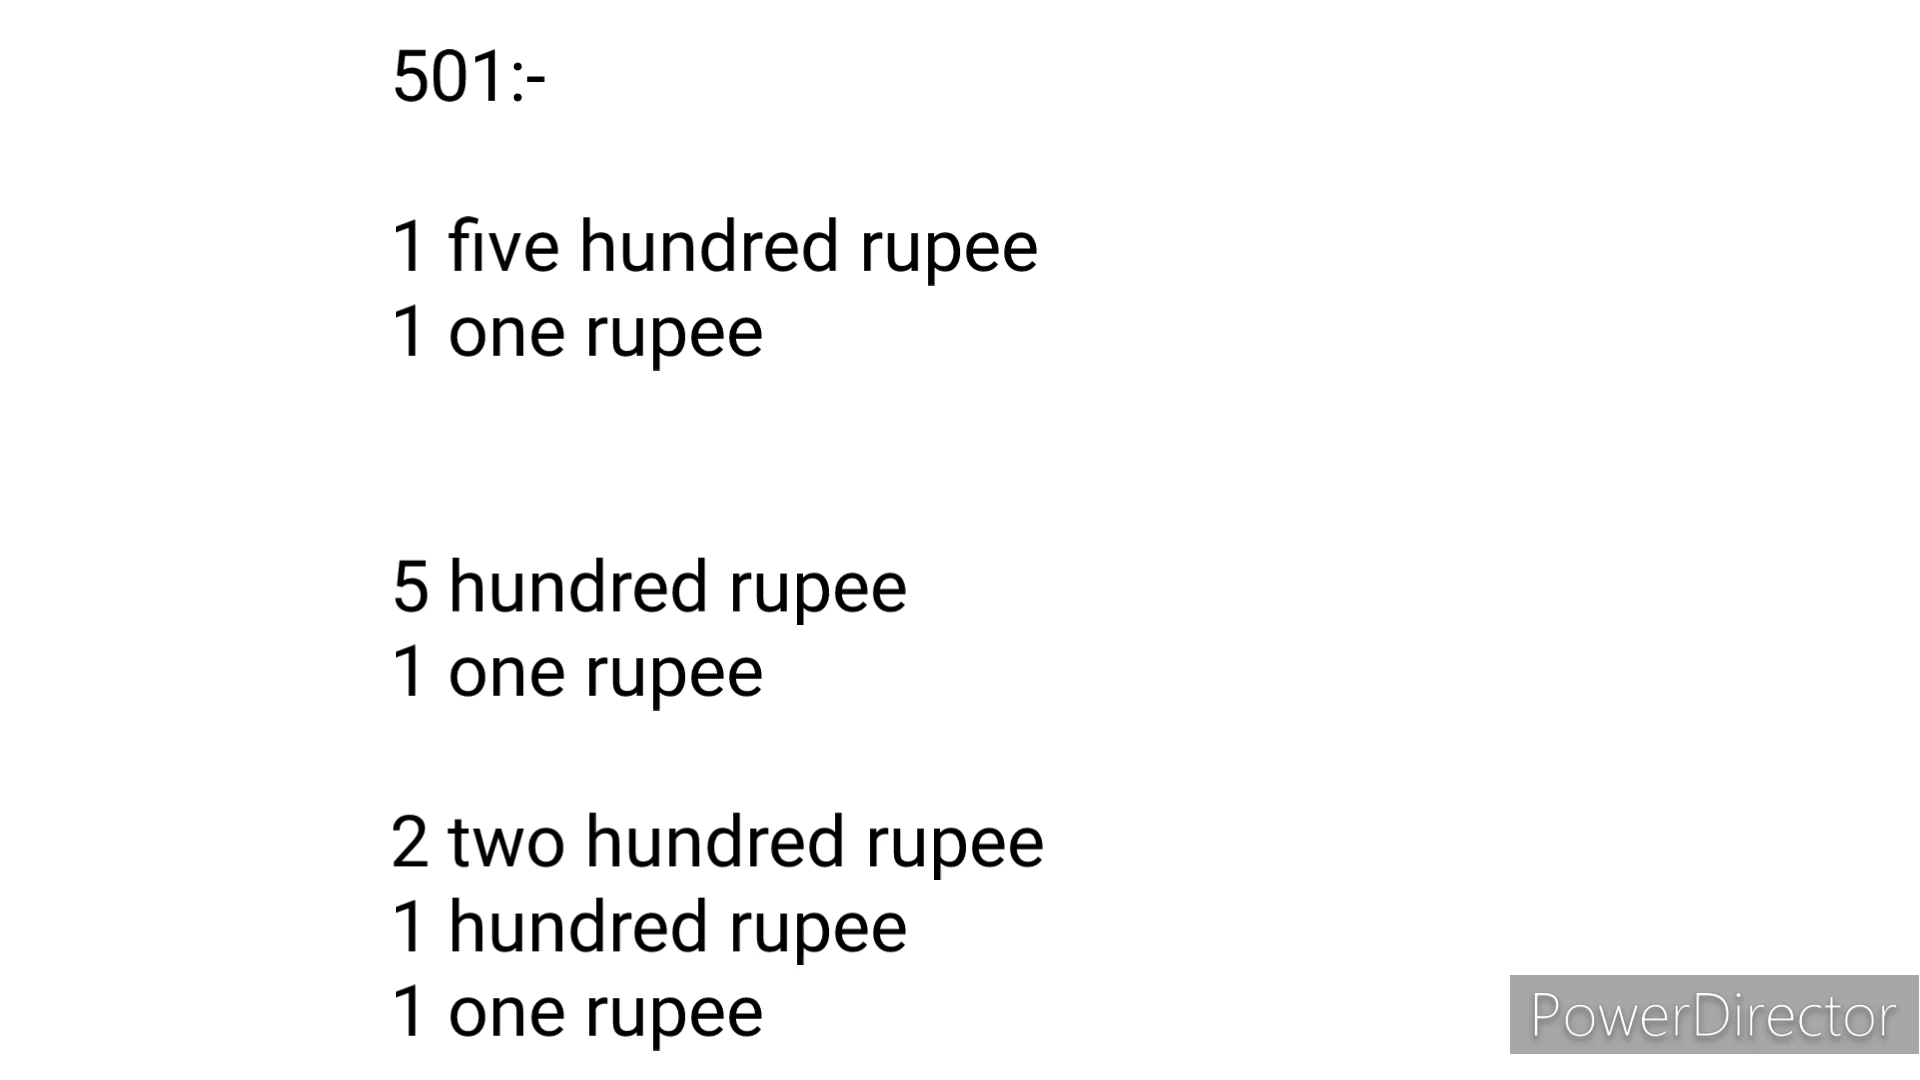 501:-
1 five hundred rupee
1 one rupee
5 hundred rupee
1 one rupee
2 two hundred rupee
1 hundred rupee
1 one rupee
PowerDirector